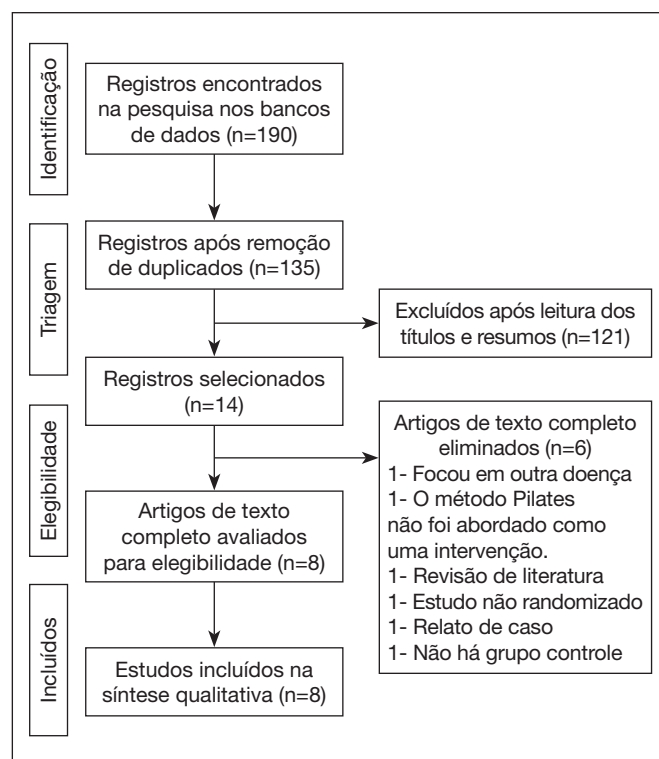 Identificação
Registros encontrados
na pesquisa nos bancos
de dados (n=190)
Triagem
Registros após remoção
de duplicados (n=135)
Excluídos após leitura dos
títulos e resumos (n=121)
Registros selecionados
(n=14)
Elegibilidade
Artigos de texto completo
eliminados (n=6)
1- Focou em outra doença
1- O método Pilates
não foi abordado como
uma intervenção.
1- Revisão de literatura
1- Estudo não randomizado
1- Relato de caso
1- Não há grupo controle
Artigos de texto
completo avaliados
para elegibilidade (n=8)
Incluídos
Estudos incluídos na
síntese qualitativa (n=8)